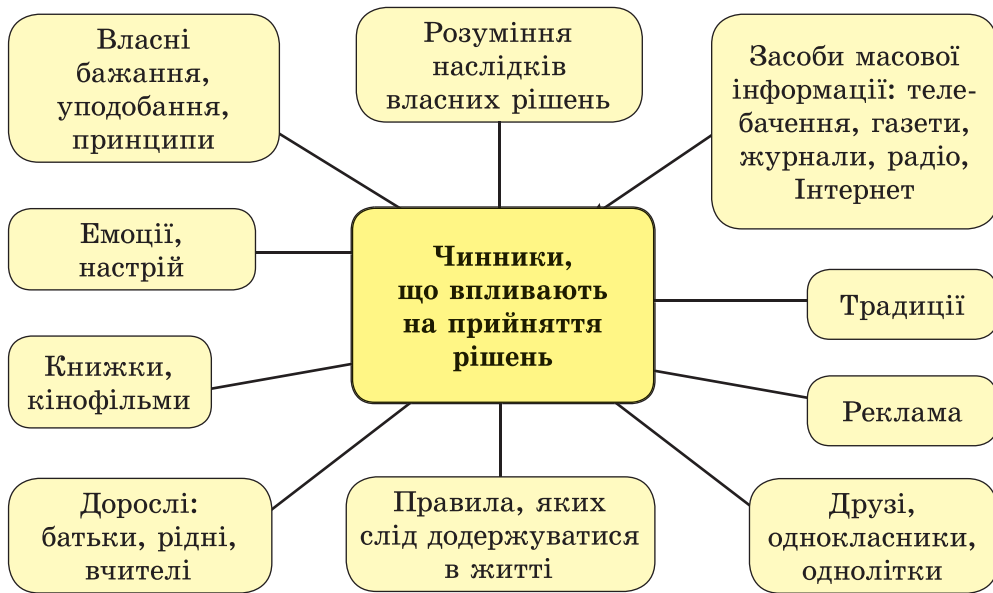 Власні
бажання,
уподобання,
принципи
Розуміння
наслідків
власних рішень
Засоби масової
інформації: теле-
бачення, газети,
журнали, радіо,
Інтернет
Емоції,
настрій
Чинники,
що впливають
на прийняття
рішень
Традиції
Книжки,
кінофільми
Реклама
Дорослі:
батьки, рідні,
вчителі
Правила, яких
слід додержуватися
в житті
Друзі,
однокласники,
однолітки